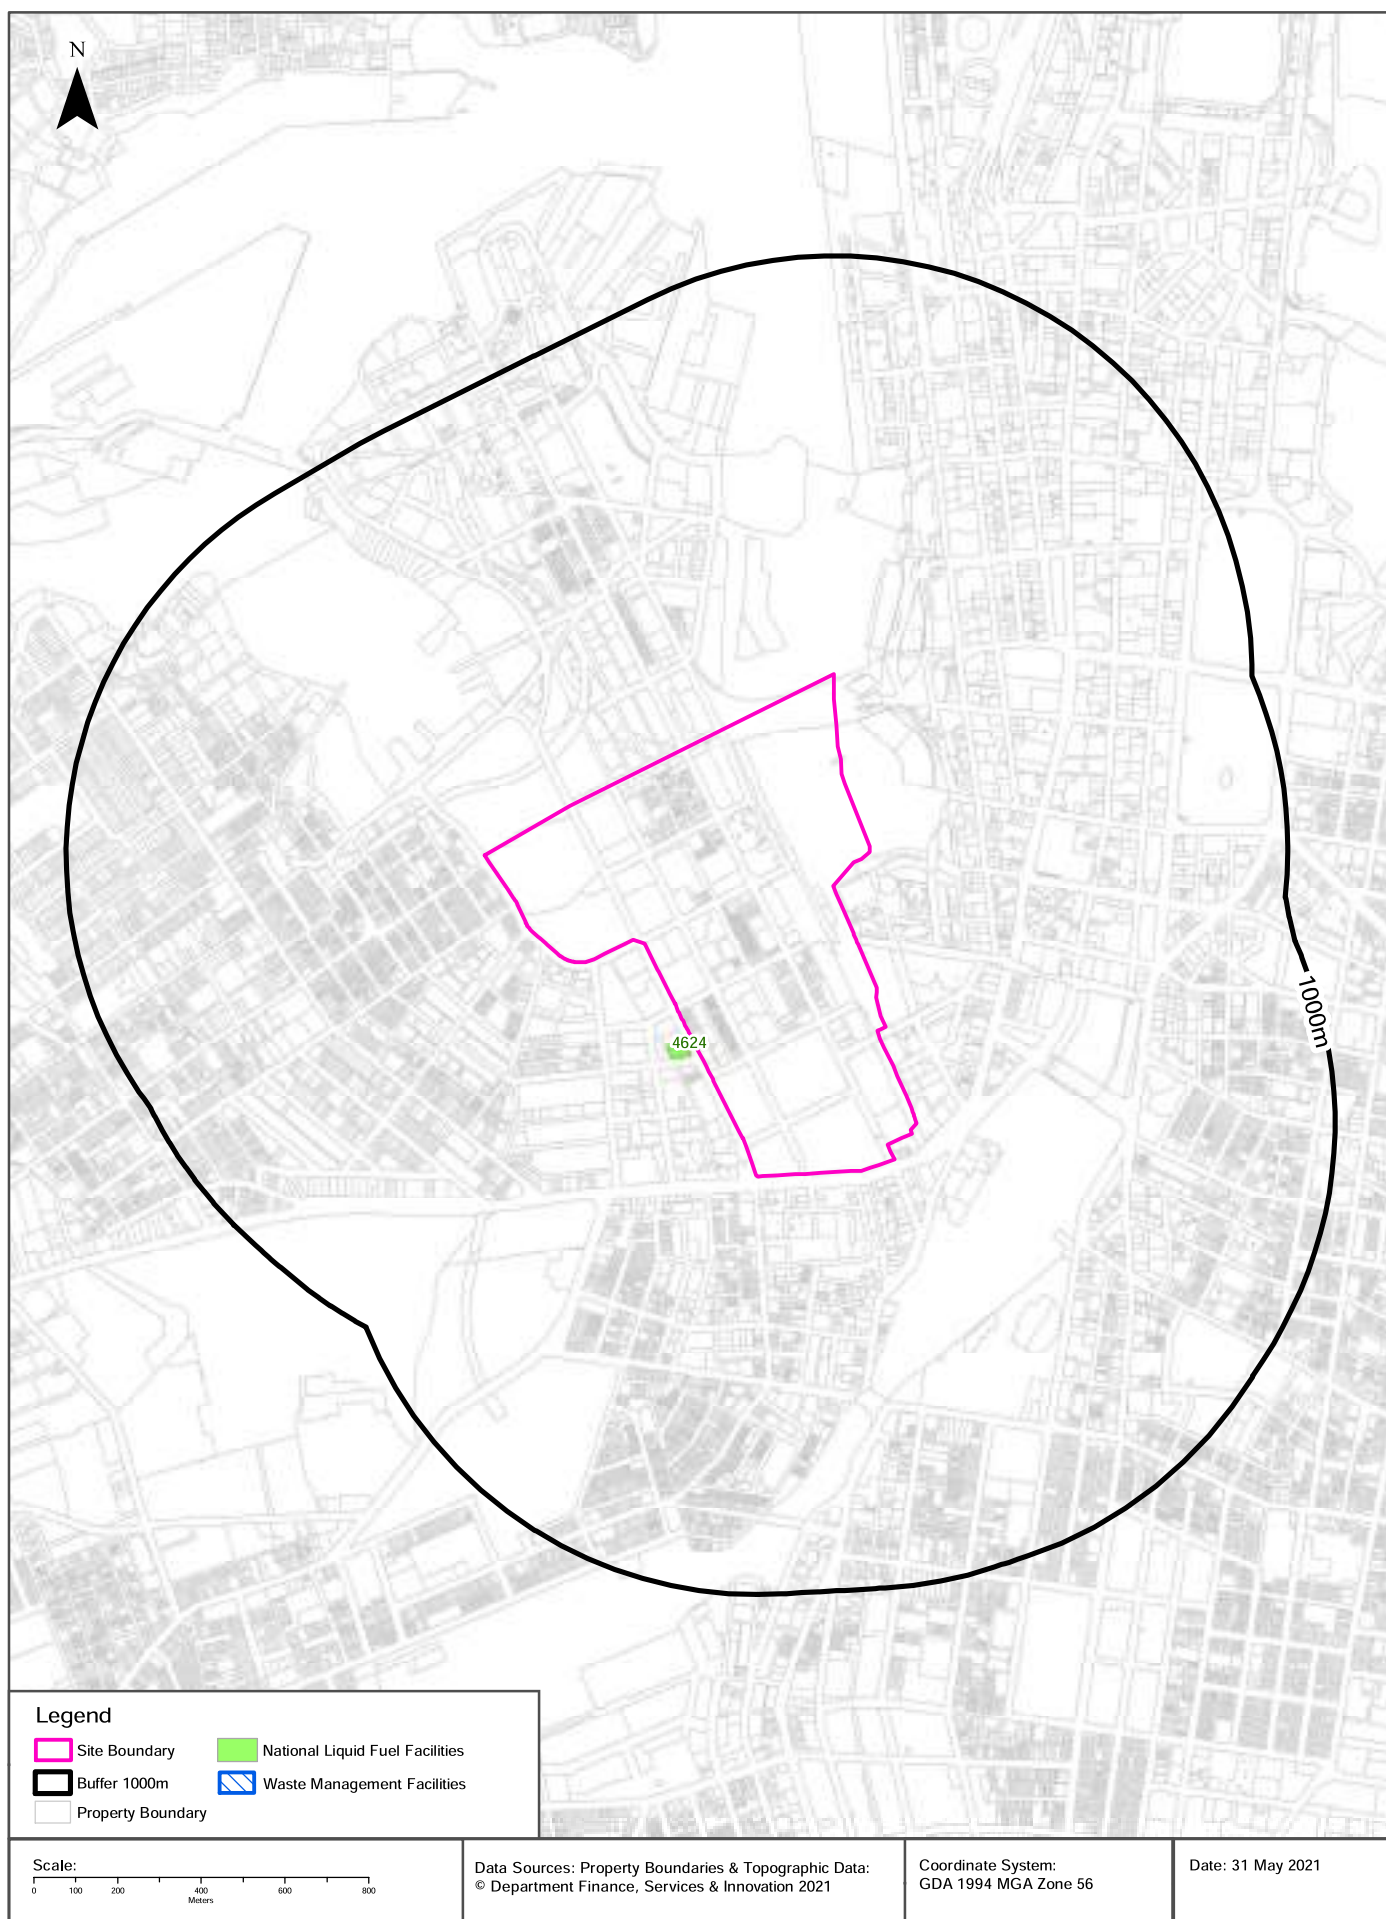 N
1000m
4624
Legend
Site Boundary
National Liquid Fuel Facilities
Buffer 1000m
Waste Management Facilities
Property Boundary
Scale:
0 100 200 400 600 800
Meters
Data Sources: Property Boundaries & Topographic Data:
© Department Finance, Services & Innovation 2021
Coordinate System:
GDA 1994 MGA Zone 56
Date: 31 May 2021